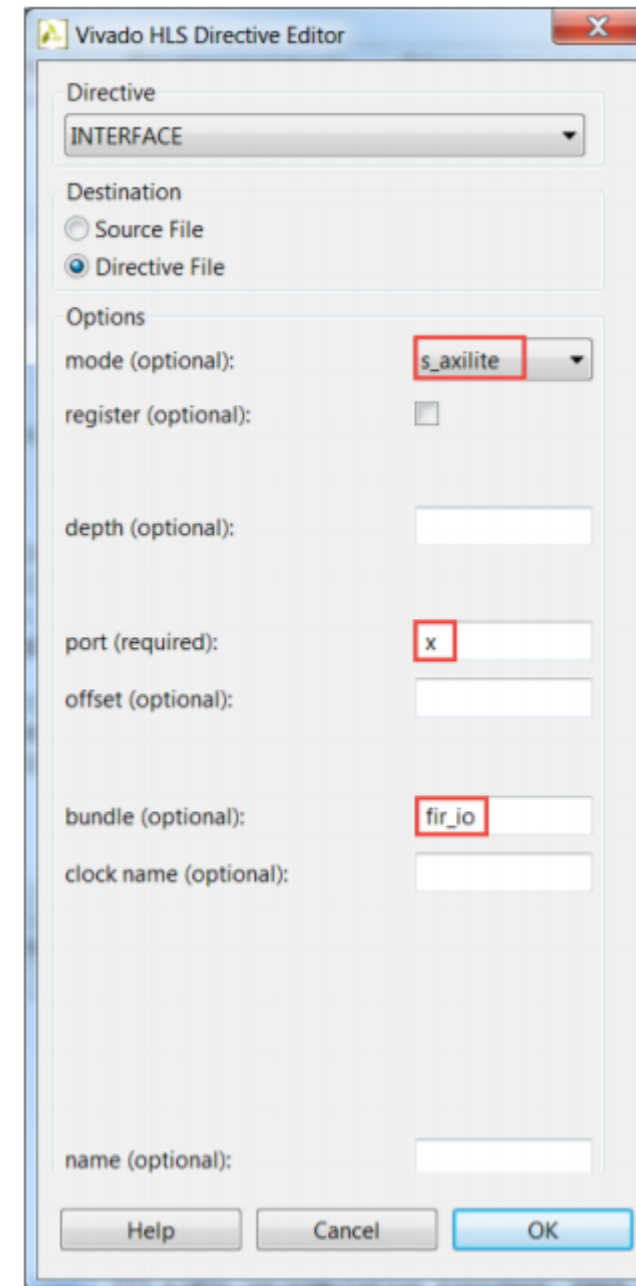 Vivado HLS Directive Editor
Directive
INTERFACE
Destination
Source File
Directive File
Options
mode (optional): s_axilite
register (optional):
depth (optional):
port (required): x
offset (optional):
bundle (optional): fir_io
clock name (optional):
name (optional):
Help Cancel OK